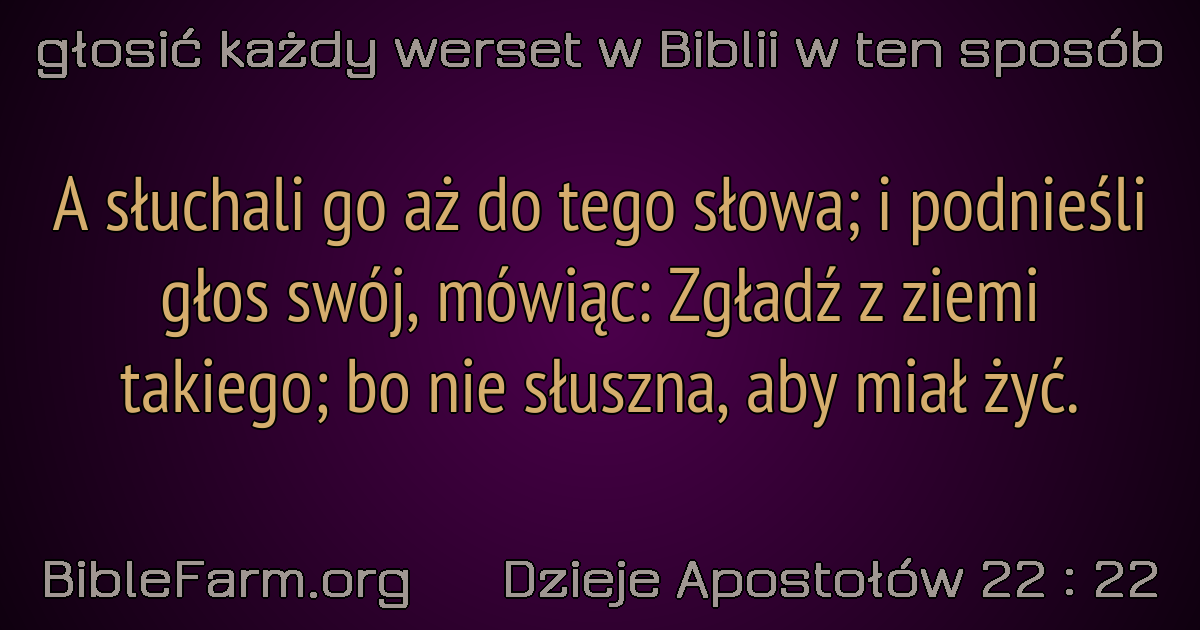 głosić każdy werset w Biblii w ten sposób
A słuchali go aż do tego słowa; i podnieśli
głos swój, mówiąc: Zgładź z ziemi
takiego; bo nie słuszna, aby miał żyć.
BibleFarm.org Dzieje Apostołów 22 : 22